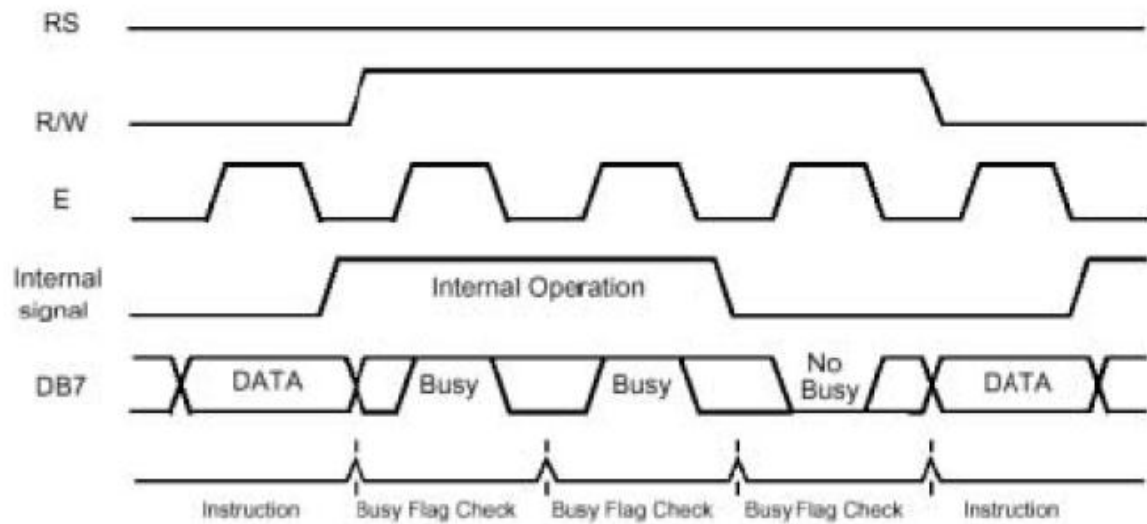 RS
R/W
E
Internal
signal
Internal Operation
DB7
DATA
Busy
Busy
No
Busy
DATA
Instruction
Busy Flag Check
Busy Flag Check
Busy Flag Check
Instruction